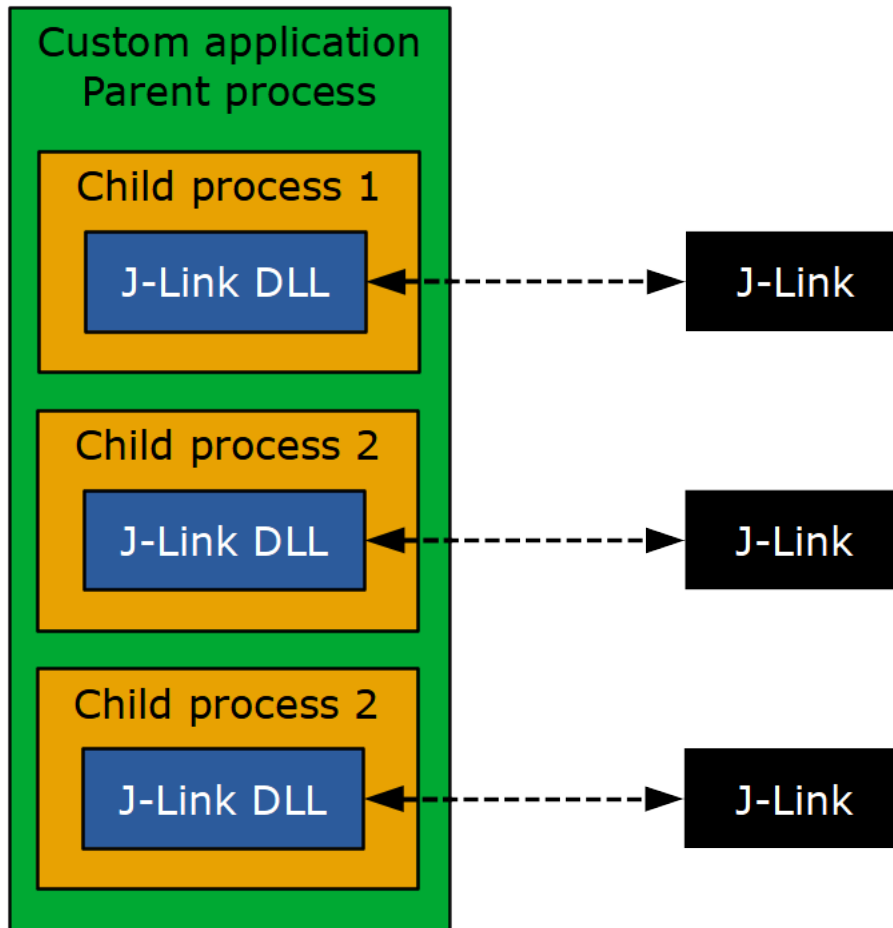 Custom application
Parent process
Child process 1
J-Link DLL
J-Link
Child process 2
J-Link DLL
J-Link
Child process 2
J-Link DLL
J-Link